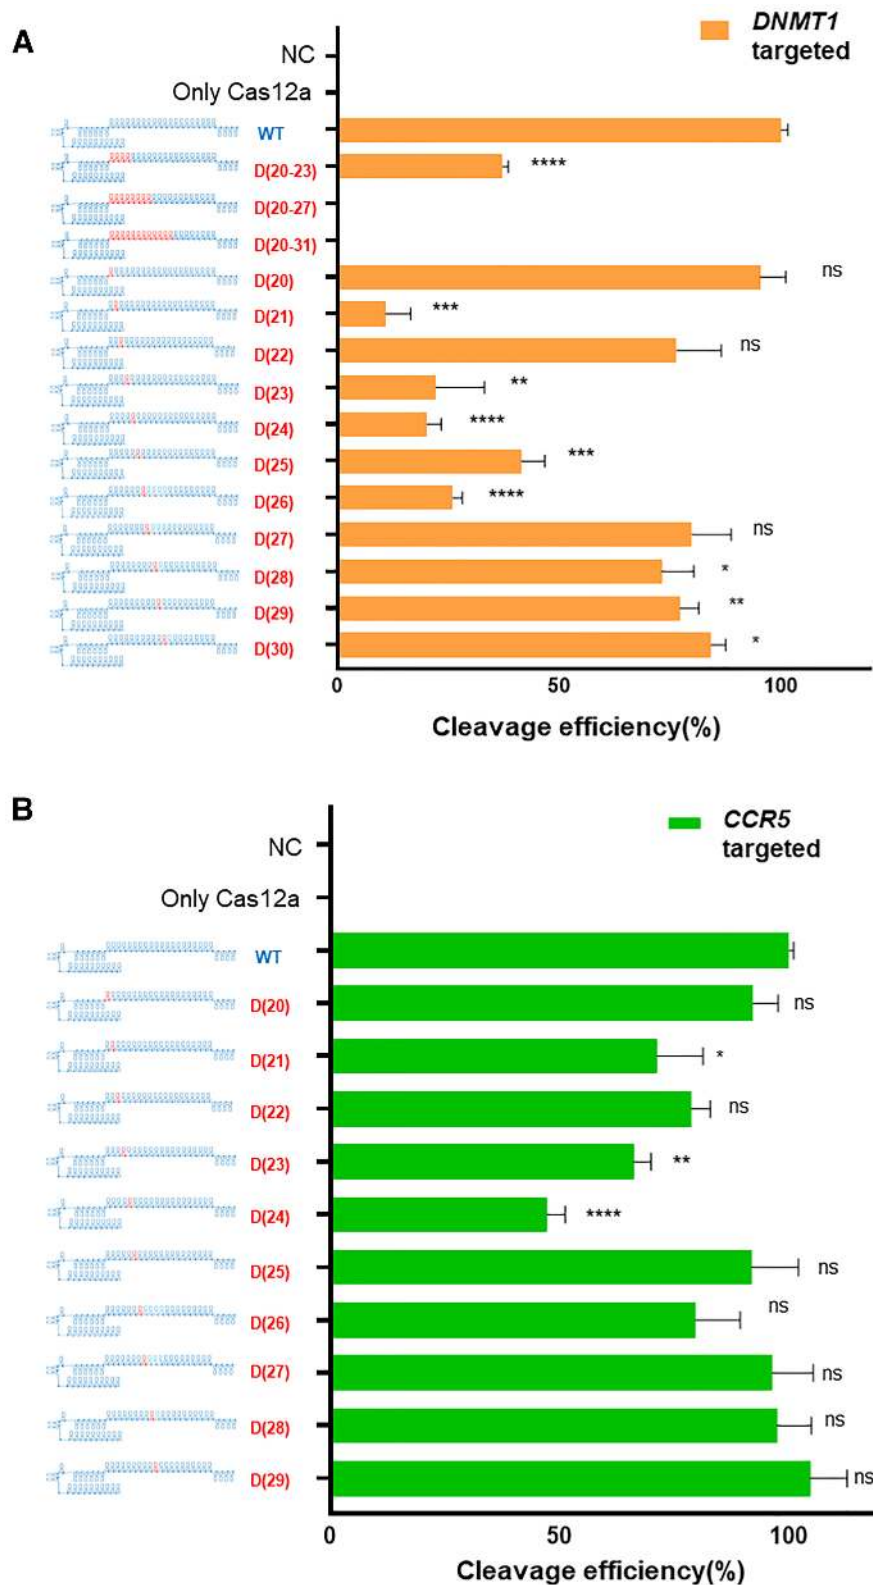 A
DNMT1
targeted
NC
Only Cas12a
WT
D(20-23) ****
D(20-27)
D(20-31)
D(20) ns
D(21) ***
D(22) ns
D(23) **
D(24) ****
D(25) ***
D(26) ****
D(27) ns
D(28) *
D(29) **
D(30) *
0 50 100
Cleavage efficiency(%)
B
CCR5
targeted
NC
Only Cas12a
WT
D(20) ns
D(21) *
D(22) ns
D(23) **
D(24) ****
D(25) ns
D(26) ns
D(27) ns
D(28) ns
D(29) ns
0 50 100
Cleavage efficiency(%)